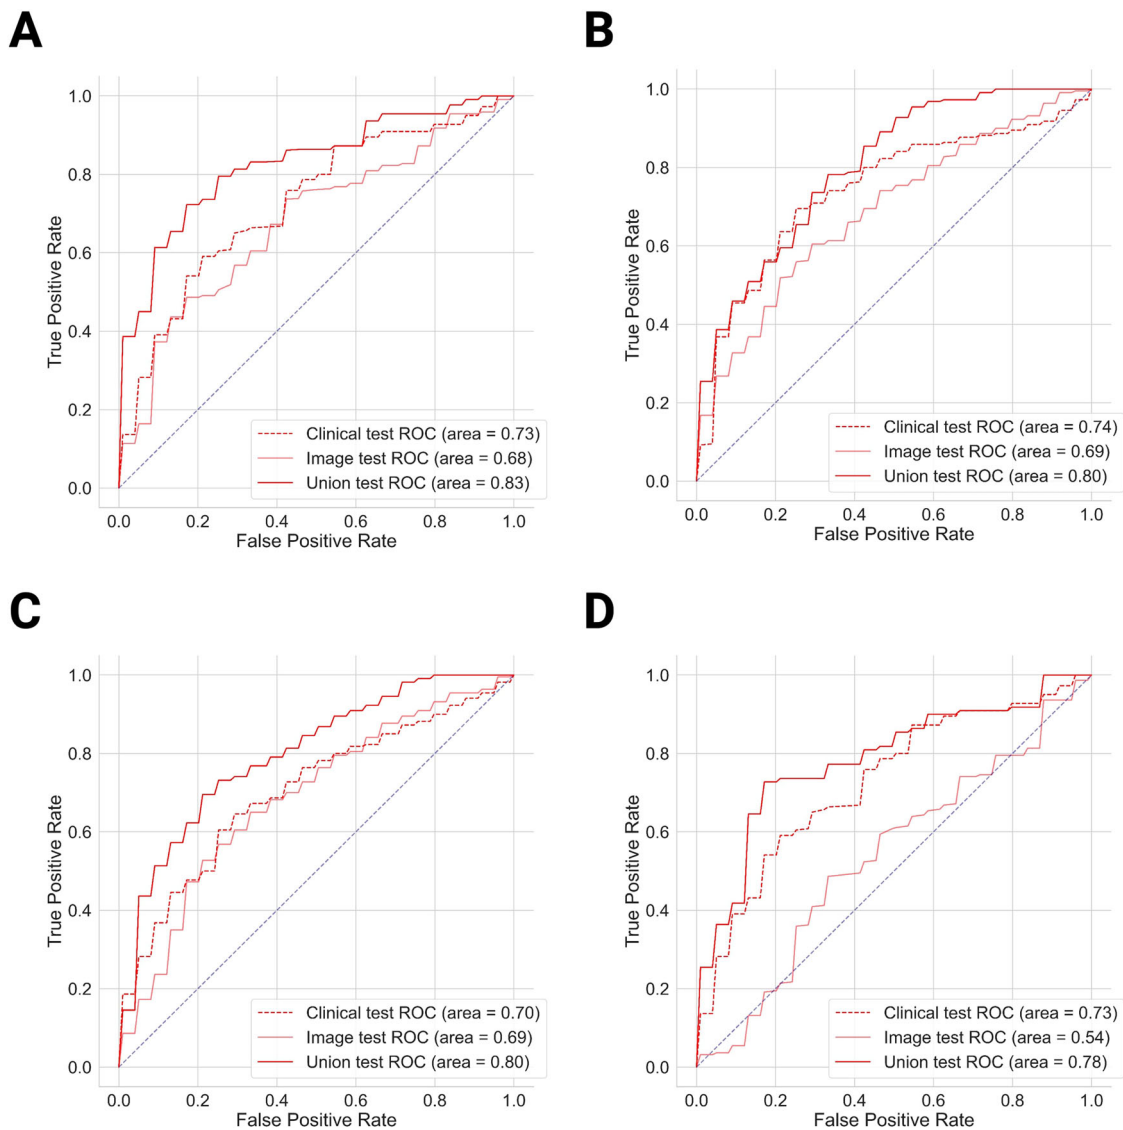 A
1.0
0.8
0.6
0.4
0.2
0.0
True Positive Rate
Clinical test ROC (area = 0.73)
Image test ROC (area = 0.68)
Union test ROC (area = 0.83)
0.0 0.2 0.4 0.6 0.8 1.0
False Positive Rate
B
1.0
0.8
0.6
0.4
0.2
0.0
True Positive Rate
Clinical test ROC (area = 0.74)
Image test ROC (area = 0.69)
Union test ROC (area = 0.80)
0.0 0.2 0.4 0.6 0.8 1.0
False Positive Rate
C
1.0
0.8
0.6
0.4
0.2
0.0
True Positive Rate
Clinical test ROC (area = 0.70)
Image test ROC (area = 0.69)
Union test ROC (area = 0.80)
0.0 0.2 0.4 0.6 0.8 1.0
False Positive Rate
D
1.0
0.8
0.6
0.4
0.2
0.0
True Positive Rate
Clinical test ROC (area = 0.73)
Image test ROC (area = 0.54)
Union test ROC (area = 0.78)
0.0 0.2 0.4 0.6 0.8 1.0
False Positive Rate